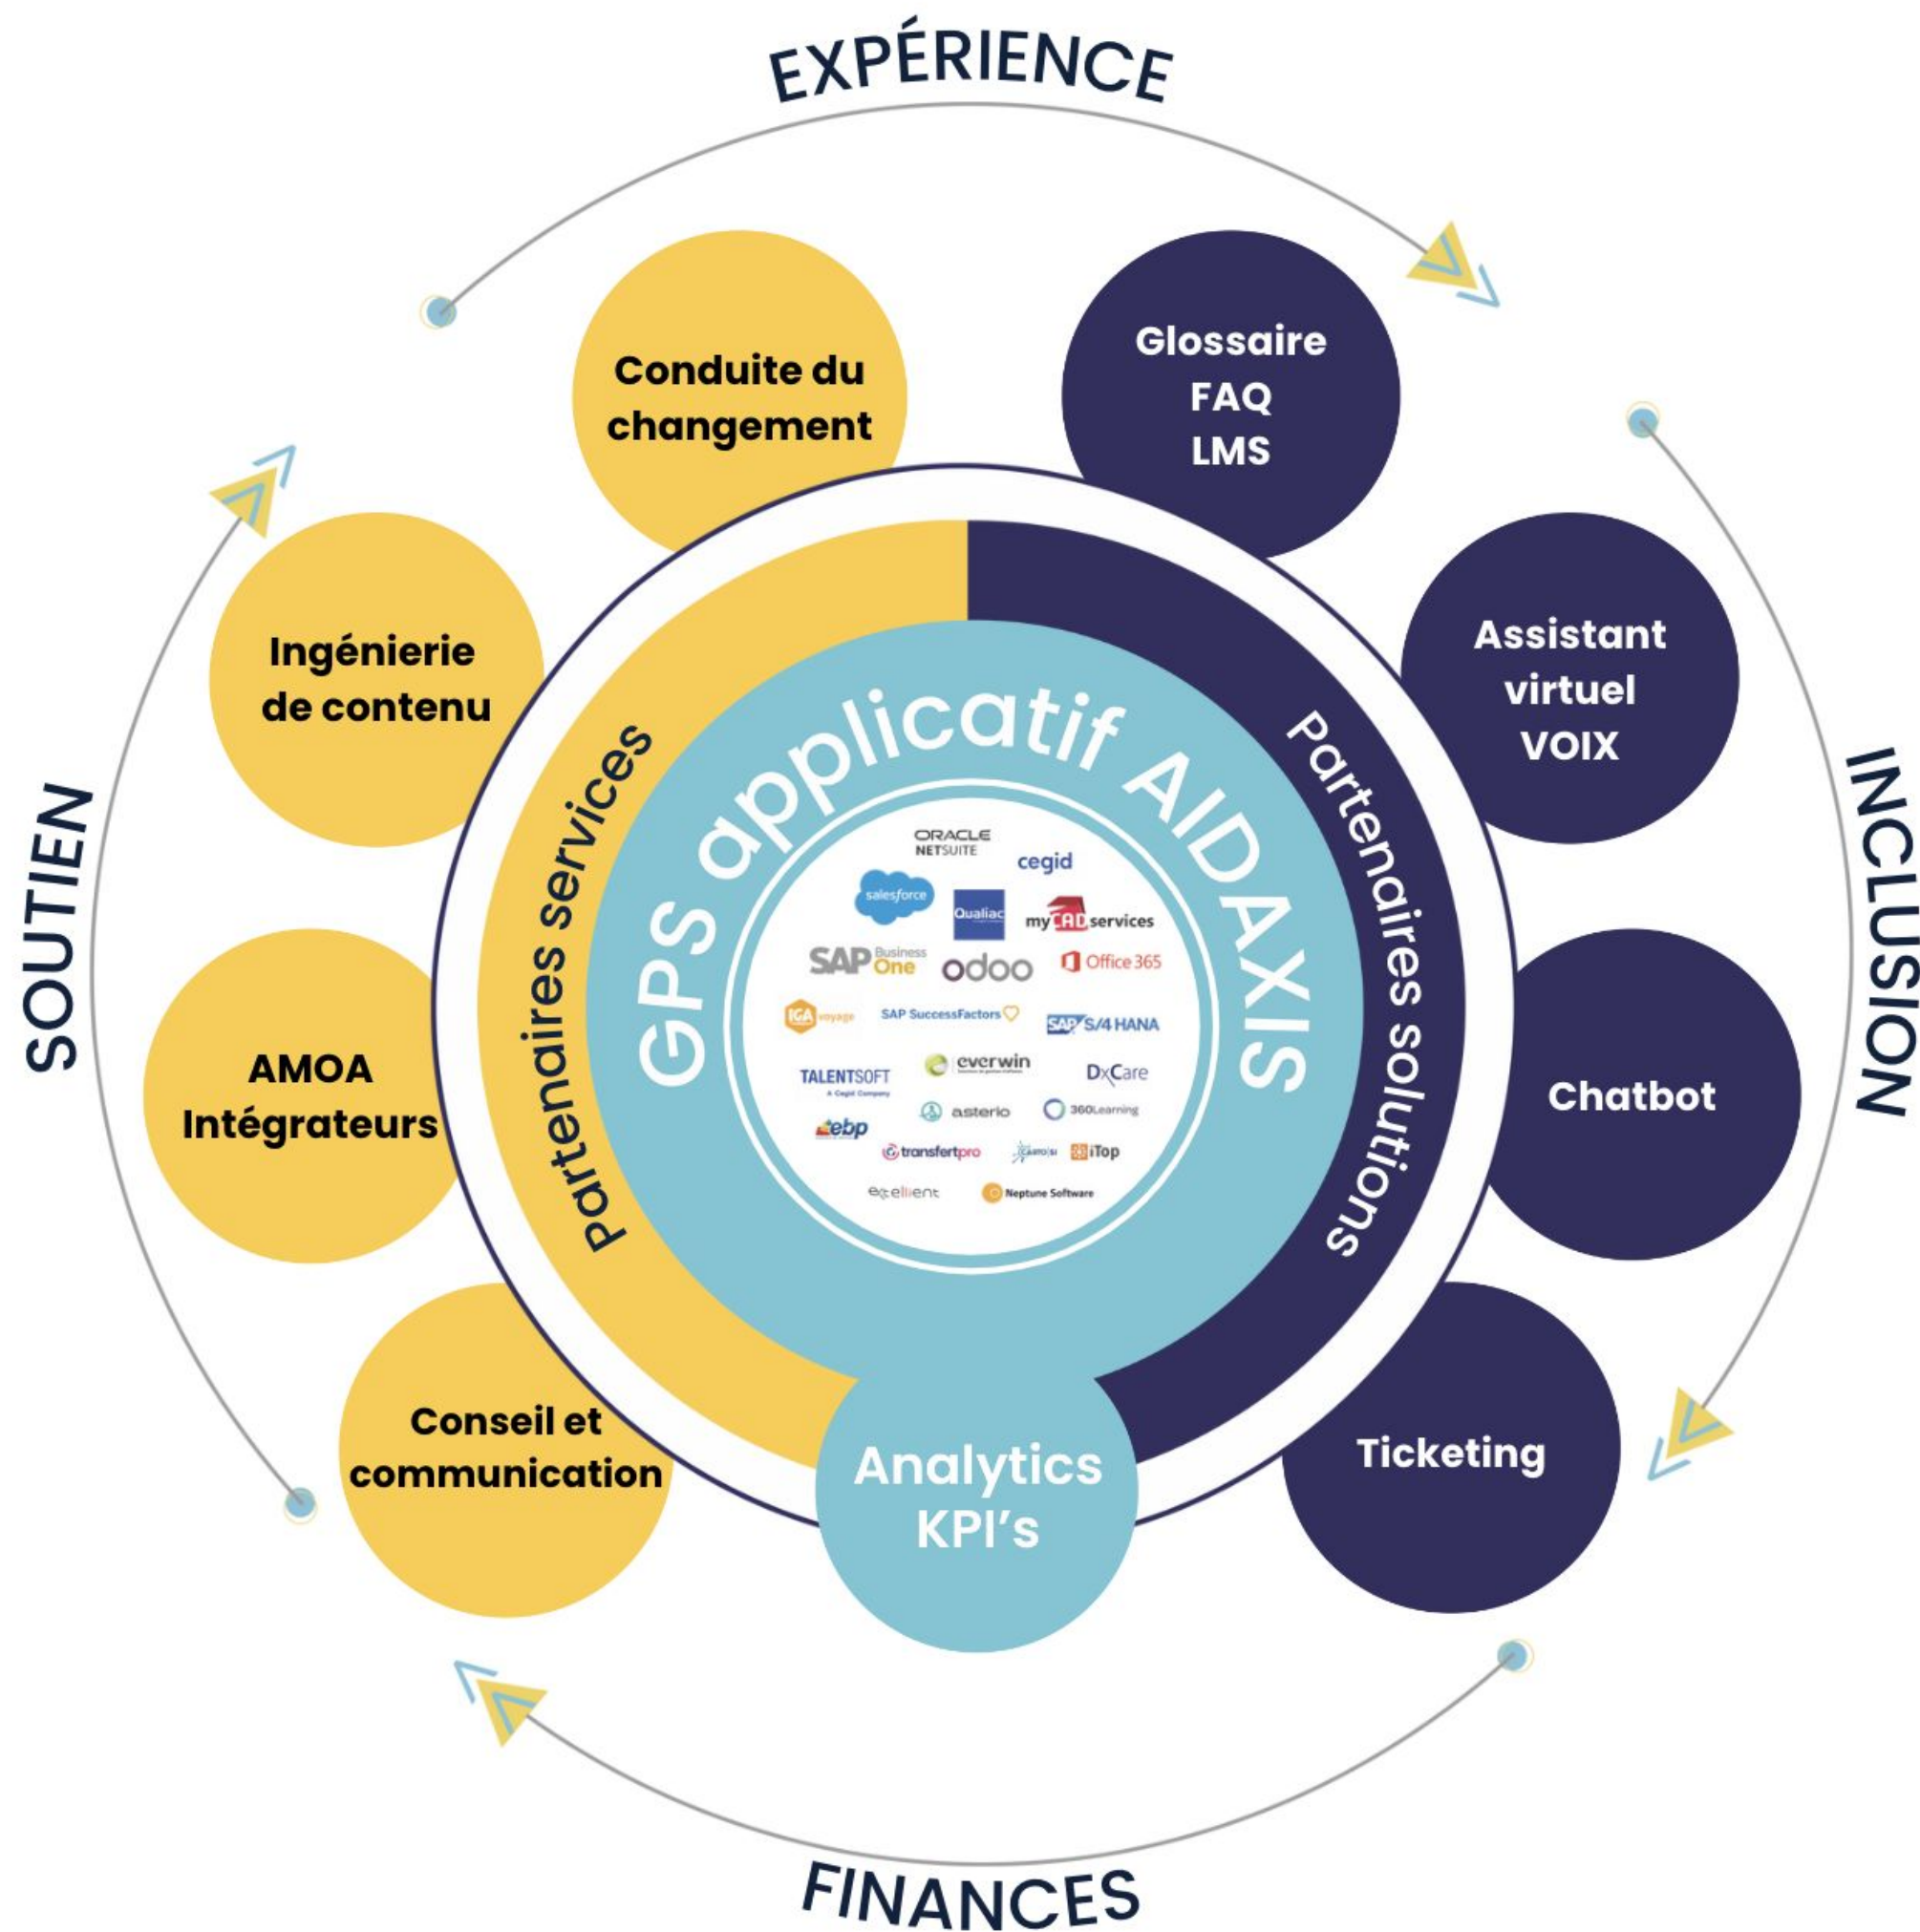 EXPÉRIENCE
Conduite du
changement
Glossaire
FAQ
LMS
Ingénierie
de contenu
Assistant
virtuel
VOIX
SOUTIEN
INCLUSION
Partenaires services
GPS applicatif AIDAXIS
Partenaires solutions
ORACLE
NETSUITE
cegid
salesforce
Qualiac
myCADservices
SAP Business
One
odoo
Office 365
IGA voyage
SAP SuccessFactors
SAP S/4 HANA
everwin
TALENTSOFT
A Cegid Company
DxCare
asterio
360Learning
ebp
transfertpro
iTop
Neptune Software
AMOA
Intégrateurs
Chatbot
Conseil et
communication
Analytics
KPI's
Ticketing
FINANCES